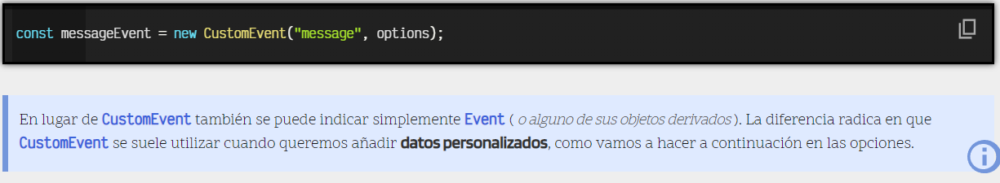 const messageEvent = new CustomEvent("message", options);
En lugar de CustomEvent también se puede indicar simplemente Event ( o alguno de sus objetos derivados ). La diferencia radica en que
CustomEvent se suele utilizar cuando queremos añadir datos personalizados, como vamos a hacer a continuación en las opciones.